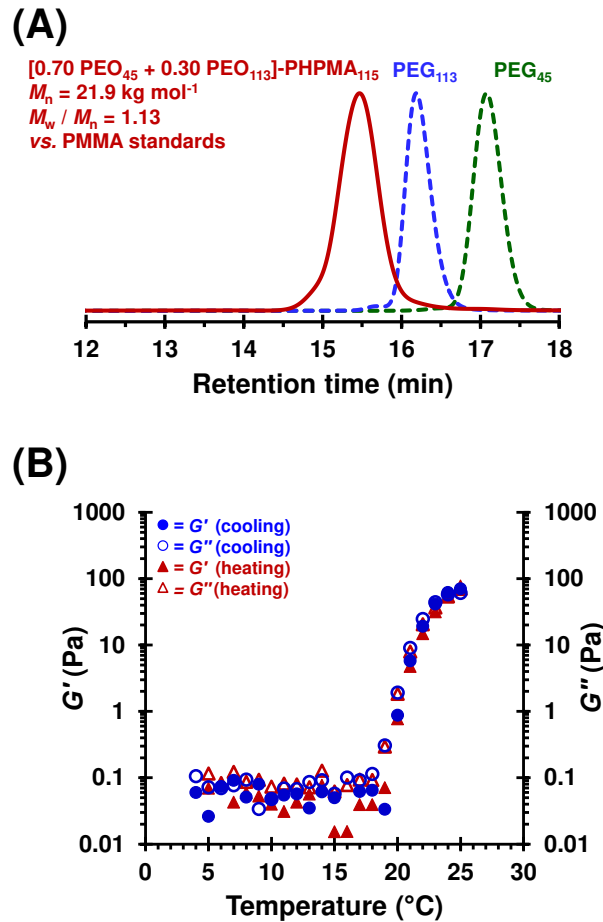 (A)
[0.70 PEO₄₅ + 0.30 PEO₁₁₃]-PHPMA₁₁₅
Mₙ = 21.9 kg mol⁻¹
M_w / Mₙ = 1.13
vs. PMMA standards
PEG₁₁₃
PEG₄₅
12 13 14 15 16 17 18
Retention time (min)
(B)
1000
100
10
1
0.1
0.01
G′ (Pa)
= G′ (cooling)
= G″ (cooling)
= G′ (heating)
= G″ (heating)
1000
100
10
1
0.1
0.01
G″ (Pa)
0 5 10 15 20 25 30
Temperature (°C)